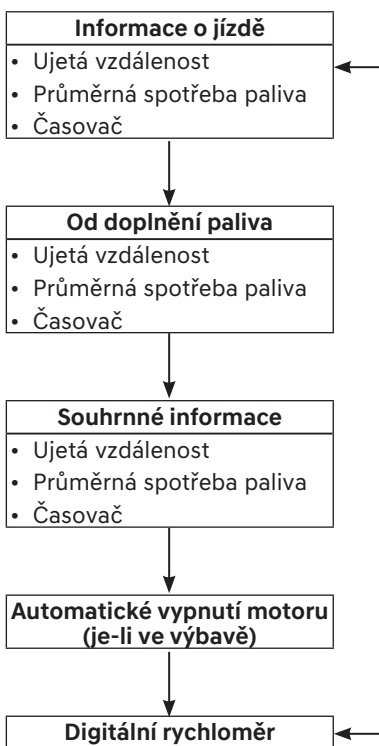 Informace o jízdě
• Ujetá vzdálenost
• Průměrná spotřeba paliva
• Časovač
Od doplnění paliva
• Ujetá vzdálenost
• Průměrná spotřeba paliva
• Časovač
Souhrnné informace
• Ujetá vzdálenost
• Průměrná spotřeba paliva
• Časovač
Automatické vypnutí motoru
(je-li ve výbavě)
Digitální rychloměr